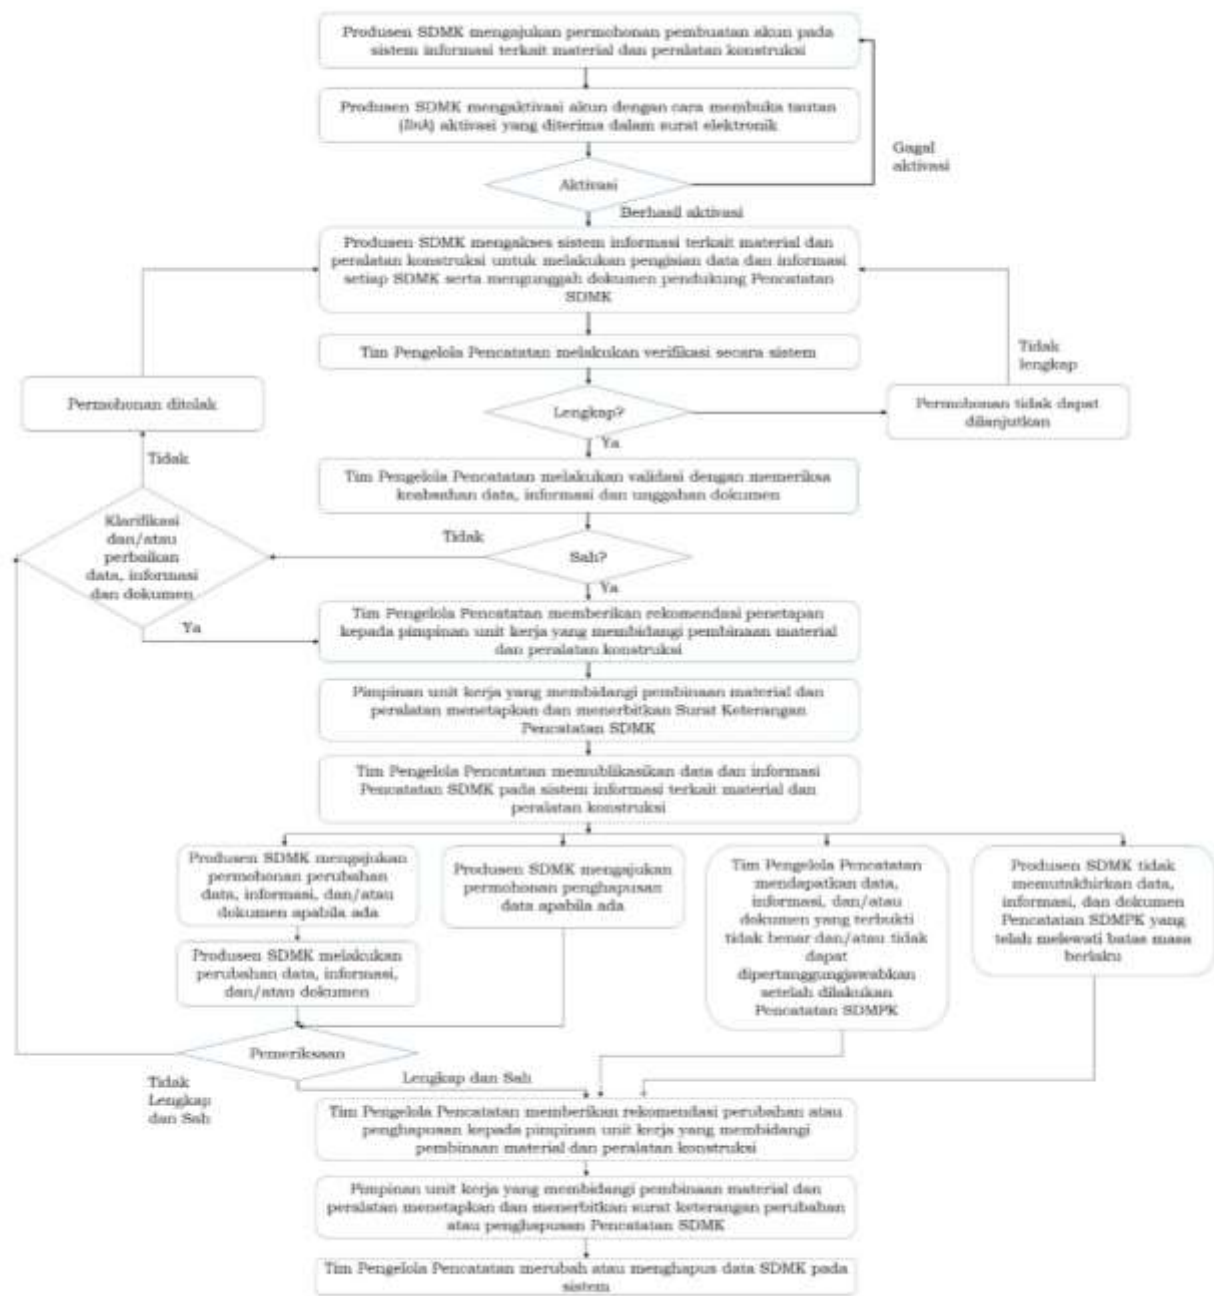 Produsen SDMK mengajukan permohonan pembuatan akun pada
sistem informasi terkait material dan peralatan konstruksi
Produsen SDMK mengaktivasi akun dengan cara membuka tautan
(link) aktivasi yang diterima dalam surat elektronik
Gagal
aktivasi
Aktivasi
Berhasil aktivasi
Produsen SDMK mengakses sistem informasi terkait material dan
peralatan konstruksi untuk melakukan pengisian data dan informasi
setiap SDMK serta mengunggah dokumen pendukung Pencatatan
SDMK
Tim Pengelola Pencatatan melakukan verifikasi secara sistem
Tidak
lengkap
Permohonan ditolak
Lengkap?
Permohonan tidak dapat
dilanjutkan
Ya
Tidak
Tim Pengelola Pencatatan melakukan validasi dengan memeriksa
keabsahan data, informasi dan unggahan dokumen
Klarifikasi
dan/atau
perbaikan
data, informasi
dan dokumen
Tidak
Sah?
Ya
Ya
Tim Pengelola Pencatatan memberikan rekomendasi penetapan
kepada pimpinan unit kerja yang membidangi pembinaan material
dan peralatan konstruksi
Pimpinan unit kerja yang membidangi pembinaan material dan
peralatan menetapkan dan menerbitkan Surat Keterangan
Pencatatan SDMK
Tim Pengelola Pencatatan memublikasikan data dan informasi
Pencatatan SDMK pada sistem informasi terkait material dan
peralatan konstruksi
Produsen SDMK mengajukan
permohonan perubahan
data, informasi, dan/atau
dokumen apabila ada
Produsen SDMK mengajukan
permohonan penghapusan
data apabila ada
Tim Pengelola Pencatatan
mendapatkan data,
informasi, dan/atau
dokumen yang terbukti
tidak benar dan/atau tidak
dapat
dipertanggungjawabkan
setelah dilakukan
Pencatatan SDMPK
Produsen SDMK tidak
memutakhirkan data,
informasi, dan dokumen
Pencatatan SDMPK yang
telah melewati batas masa
berlaku
Produsen SDMK melakukan
perubahan data, informasi,
dan/atau dokumen
Pemeriksaan
Tidak
Lengkap
dan Sah
Lengkap dan Sah
Tim Pengelola Pencatatan memberikan rekomendasi perubahan atau
penghapusan kepada pimpinan unit kerja yang membidangi
pembinaan material dan peralatan konstruksi
Pimpinan unit kerja yang membidangi pembinaan material dan
peralatan menetapkan dan menerbitkan surat keterangan perubahan
atau penghapusan Pencatatan SDMK
Tim Pengelola Pencatatan merubah atau menghapus data SDMK pada
sistem